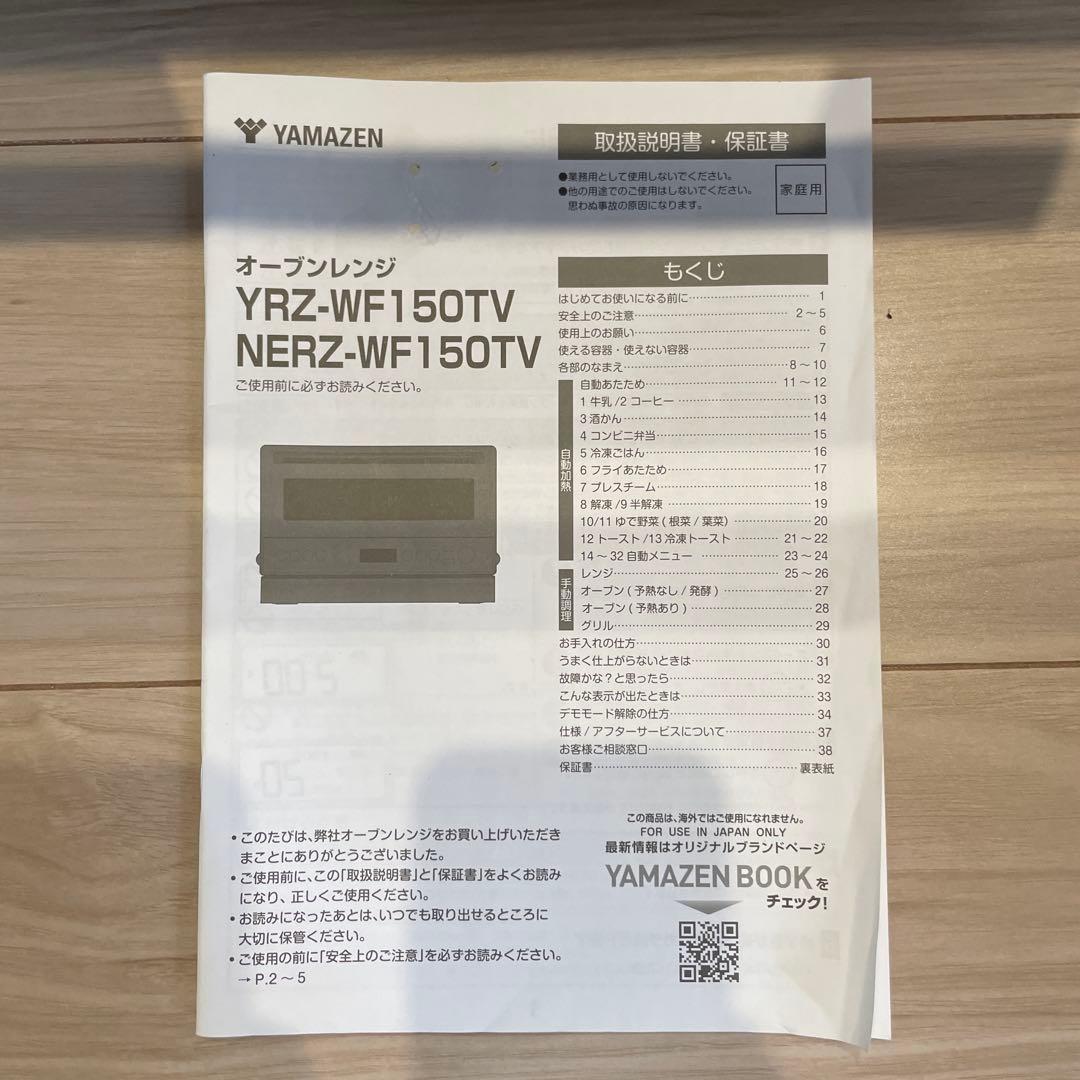 YAMAZEN
取扱説明書・保証書
●業務用として使用しないでください。
●他の用途でのご使用はしないでください。
思わぬ事故の原因になります。
家庭用
オーブンレンジ
YRZ-WF150TV
NERZ-WF150TV
ご使用前に必ずお読みください。
もくじ
はじめてお使いになる前に………………………… 1
安全上のご注意………………………… 2～5
使用上のお願い………………………… 6
使える容器・使えない容器………………………… 7
各部のなまえ………………………… 8～10
自動加熱
自動あたため………………………… 11～12
1 牛乳/2 コーヒー………………………… 13
3 酒かん………………………… 14
4 コンビニ弁当………………………… 15
5 冷凍ごはん………………………… 16
6 フライあたため………………………… 17
7 プレスチーム………………………… 18
8 解凍/9 半解凍………………………… 19
10/11 ゆで野菜(根菜/葉菜)………………………… 20
12 トースト/13 冷凍トースト………… 21～22
14～32 自動メニュー………………… 23～24
手動調理
レンジ………………………… 25～26
オーブン(予熱なし/発酵)………………………… 27
オーブン(予熱あり)………………………… 28
グリル………………………… 29
お手入れの仕方………………………… 30
うまく仕上がらないときは………………………… 31
故障かな?と思ったら………………………… 32
こんな表示が出たときは………………………… 33
デモモード解除の仕方………………………… 34
仕様/アフターサービスについて………………………… 37
お客様ご相談窓口………………………… 38
保証書………………………… 裏表紙
• このたびは、弊社オーブンレンジをお買い上げいただき
まことにありがとうございました。
• ご使用前に、この「取扱説明書」と「保証書」をよくお読み
になり、正しくご使用ください。
• お読みになったあとは、いつでも取り出せるところに
大切に保管ください。
• ご使用の前に「安全上のご注意」を必ずお読みください。
→ P.2～5
この商品は、海外ではご使用になれません。
FOR USE IN JAPAN ONLY
最新情報はオリジナルブランドページ
YAMAZEN BOOKを
チェック!